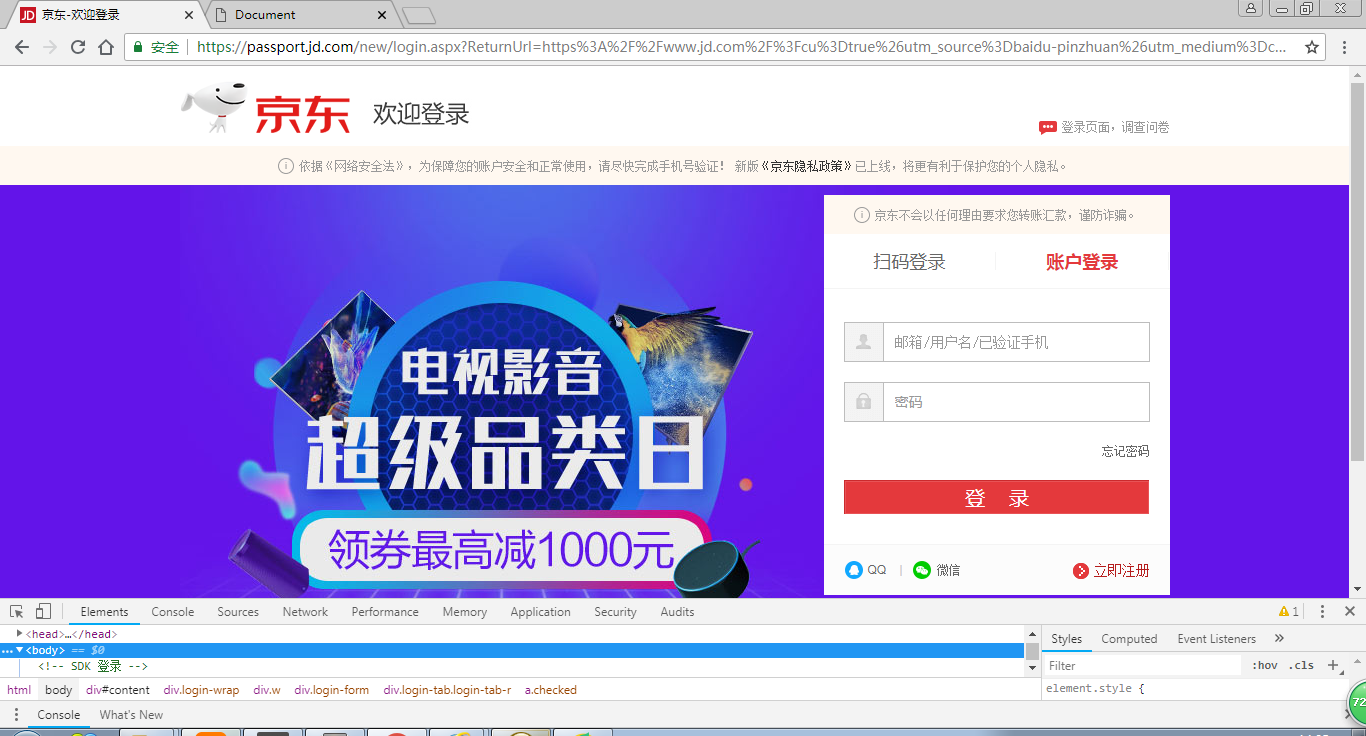 JD 京东-欢迎登录 Document
安全 https://passport.jd.com/new/login.aspx?ReturnUrl=https%3A%2F%2Fwww.jd.com%2F%3Fcu%3Dtrue%26utm_source%3Dbaidu-pinzhuan%26utm_medium%3Dc...
京东 欢迎登录
登录页面，调查问卷
依据《网络安全法》，为保障您的账户安全和正常使用，请尽快完成手机号验证！ 新版《京东隐私政策》已上线，将更有利于保护您的个人隐私。
京东不会以任何理由要求您转账汇款，谨防诈骗。
扫码登录 账户登录
邮箱/用户名/已验证手机
密码
忘记密码
登 录
QQ | 微信 立即注册
电视影音
超级品类日
领券最高减1000元
Elements Console Sources Network Performance Memory Application Security Audits 1
<head>…</head>
<body> == $0
<!-- SDK 登录 -->
html body div#content div.login-wrap div.w div.login-form div.login-tab.login-tab-r a.checked
Styles Computed Event Listeners »
Filter :hov .cls +
element.style {
Console What's New
72